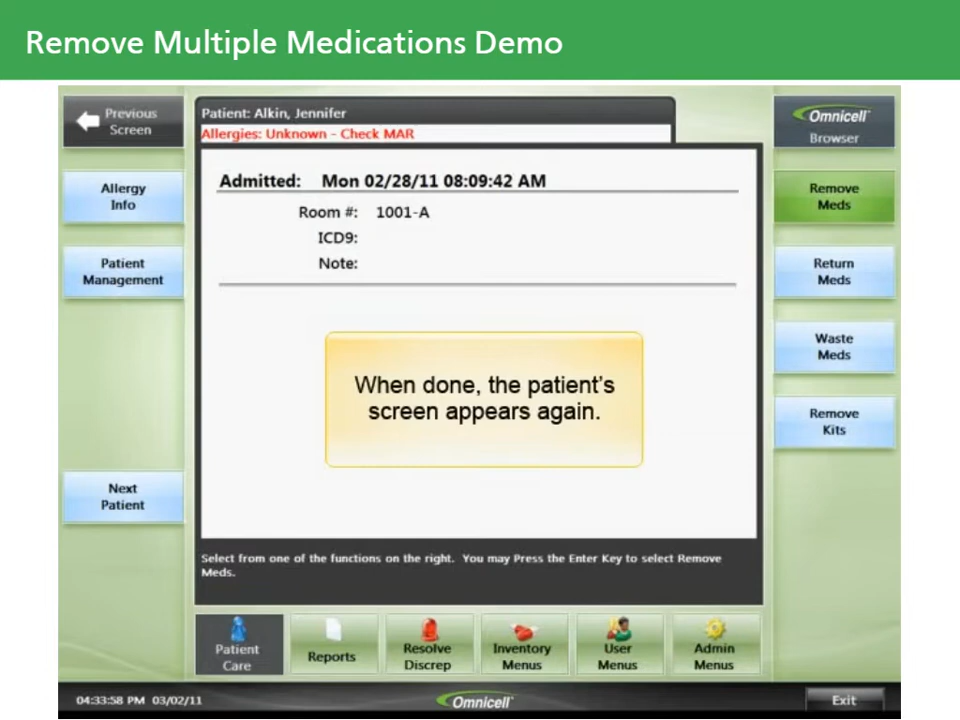 Remove Multiple Medications Demo
Previous
Screen
Patient: Alkin, Jennifer
Allergies: Unknown - Check MAR
Omnicell
Browser
Allergy
Info
Patient
Management
Next
Patient
Admitted: Mon 02/28/11 08:09:42 AM
Room #: 1001-A
ICD9:
Note:
When done, the patient's
screen appears again.
Remove
Meds
Return
Meds
Waste
Meds
Remove
Kits
Select from one of the functions on the right. You may Press the Enter Key to select Remove
Meds.
Patient
Care
Reports
Resolve
Discrep
Inventory
Menus
User
Menus
Admin
Menus
04:33:58 PM 03/02/11
Omnicell
Exit